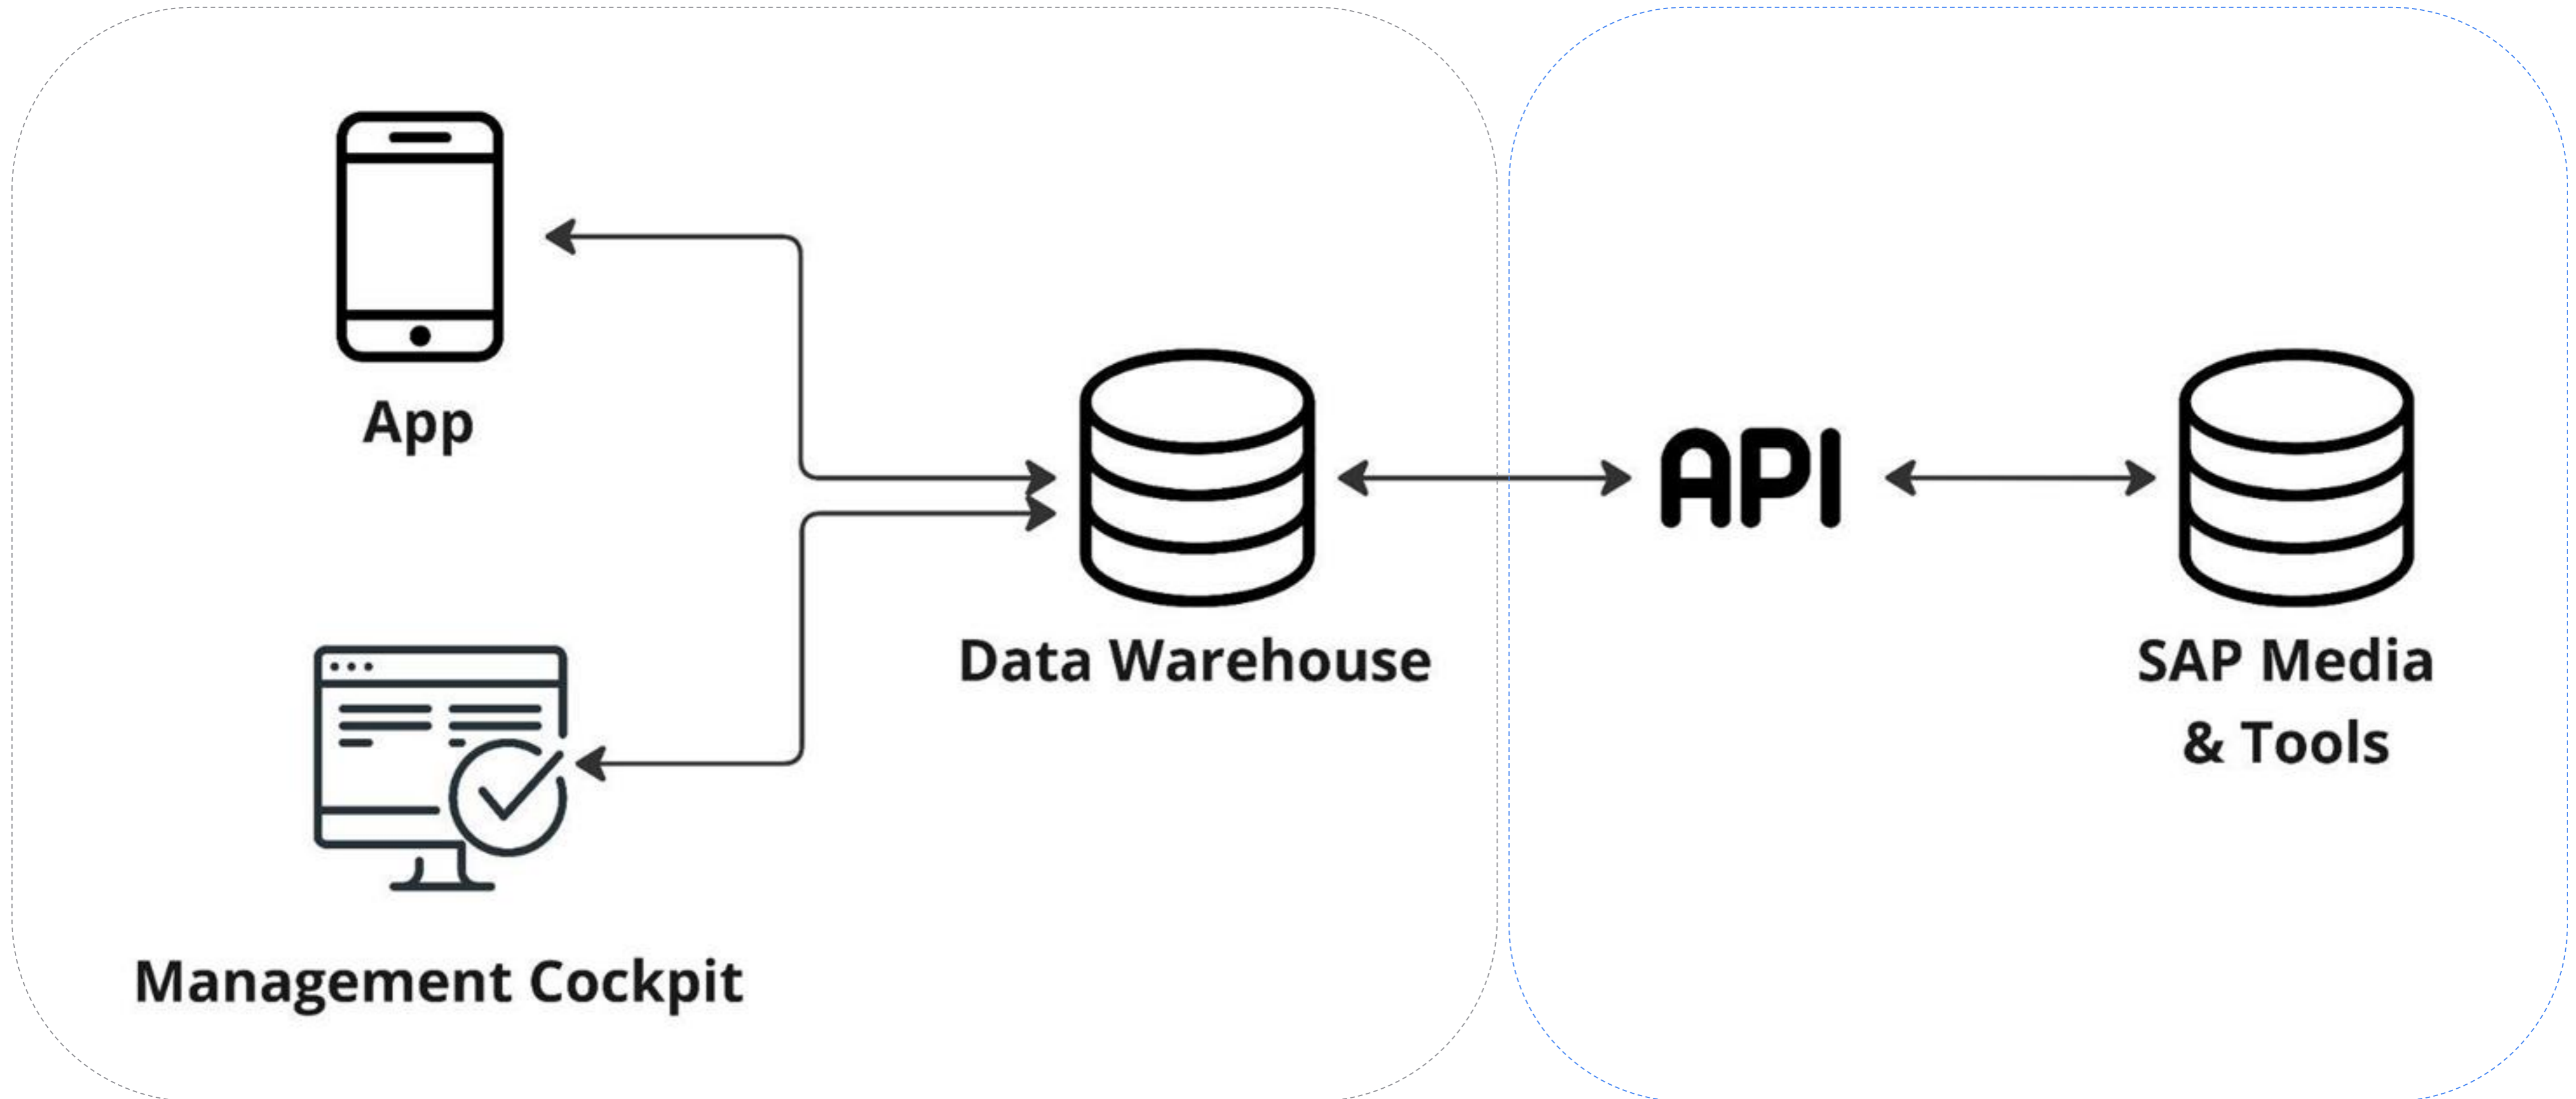 App
Data Warehouse
API
SAP Media
& Tools
Management Cockpit